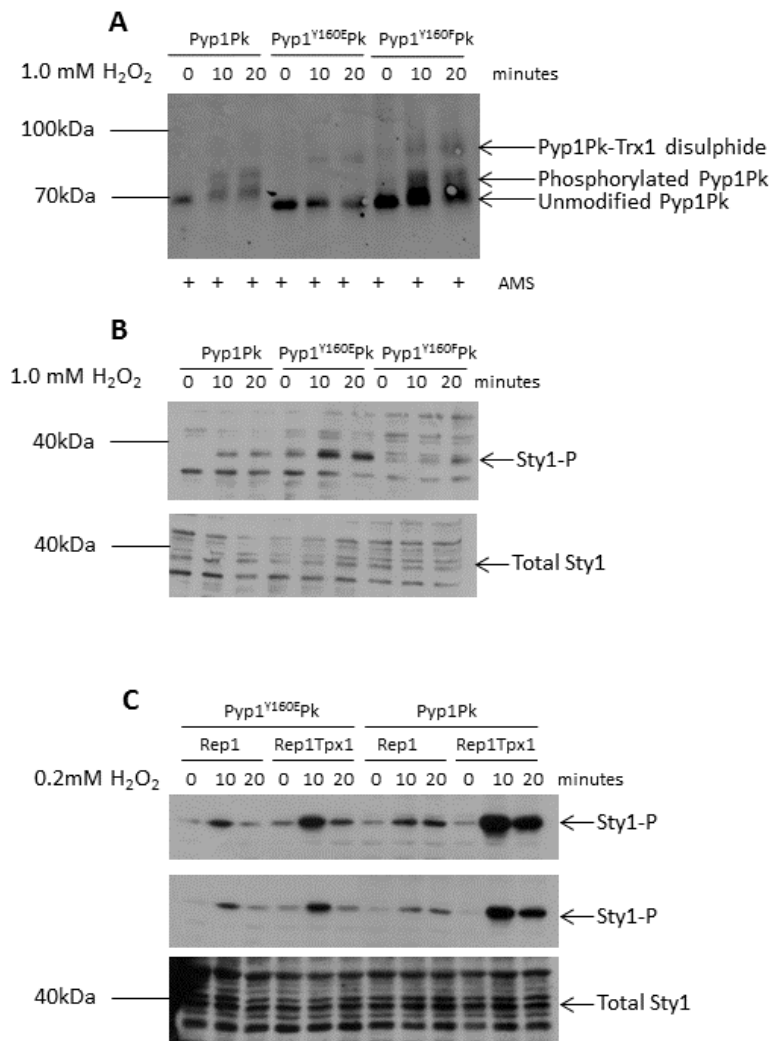 A
Pyp1Pk Pyp1Y160EPk Pyp1Y160FPk
1.0 mM H2O2 0 10 20 0 10 20 0 10 20 minutes
100kDa
Pyp1Pk-Trx1 disulphide
Phosphorylated Pyp1Pk
70kDa
Unmodified Pyp1Pk
+ + + + + + + + + AMS
B
Pyp1Pk Pyp1Y160EPk Pyp1Y160FPk
1.0 mM H2O2 0 10 20 0 10 20 0 10 20 minutes
40kDa
Sty1-P
40kDa
Total Sty1
C
Pyp1Y160EPk Pyp1Pk
Rep1 Rep1Tpx1 Rep1 Rep1Tpx1
0.2mM H2O2 0 10 20 0 10 20 0 10 20 0 10 20 minutes
Sty1-P
Sty1-P
40kDa
Total Sty1